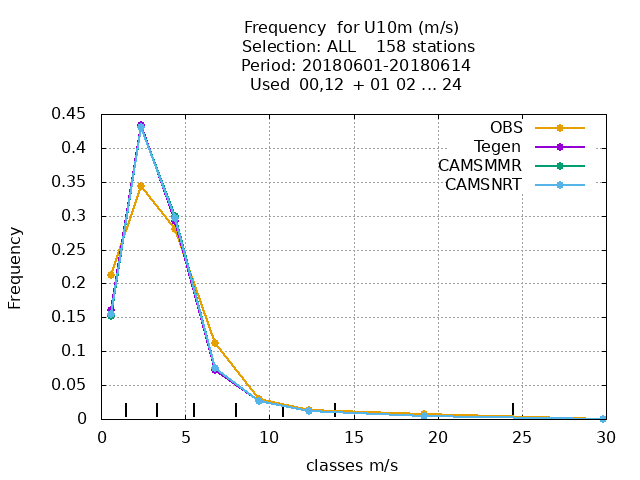 Frequency for U10m (m/s)
Selection: ALL 158 stations
Period: 20180601-20180614
Used 00,12 + 01 02 ... 24
OBS
Tegen
CAMSMMR
CAMSNRT
Frequency
0.45
0.4
0.35
0.3
0.25
0.2
0.15
0.1
0.05
0
0 5 10 15 20 25 30
classes m/s